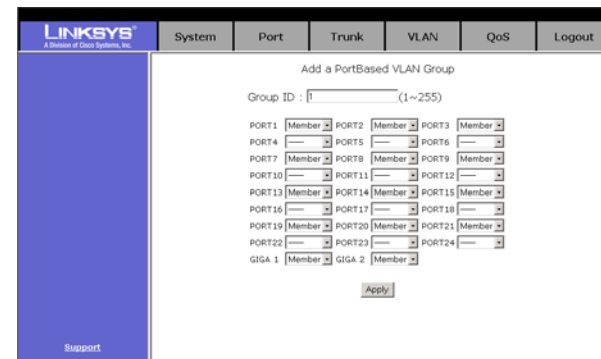 LINKSYS®
A Division of Cisco Systems, Inc.
System Port Trunk VLAN QoS Logout
Add a PortBased VLAN Group
Group ID : 1 (1~255)
PORT1 Member PORT2 Member PORT3 Member
PORT4 ---- PORT5 ---- PORT6 ----
PORT7 Member PORT8 Member PORT9 Member
PORT10 ---- PORT11 ---- PORT12 ----
PORT13 Member PORT14 Member PORT15 Member
PORT16 ---- PORT17 ---- PORT18 ----
PORT19 Member PORT20 Member PORT21 Member
PORT22 ---- PORT23 ---- PORT24 ----
GIGA 1 Member GIGA 2 Member
Apply
Support